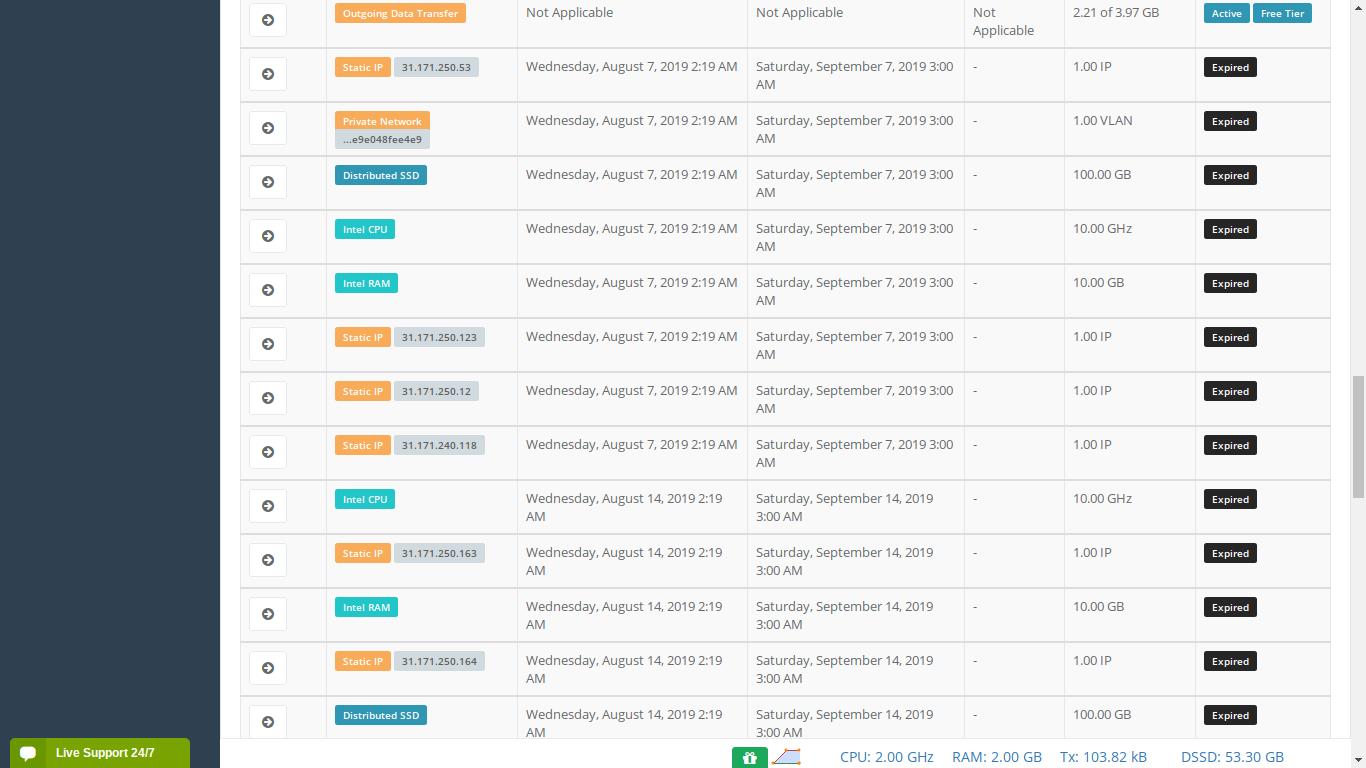 Outgoing Data Transfer Not Applicable Not Applicable Not 2.21 of 3.97 GB Active Free Tier
Applicable
Static IP 31.171.250.53 Wednesday, August 7, 2019 2:19 AM Saturday, September 7, 2019 3:00 - 1.00 IP Expired
AM
Private Network Wednesday, August 7, 2019 2:19 AM Saturday, September 7, 2019 3:00 - 1.00 VLAN Expired
...e9e048fee4e9 AM
Distributed SSD Wednesday, August 7, 2019 2:19 AM Saturday, September 7, 2019 3:00 - 100.00 GB Expired
AM
Intel CPU Wednesday, August 7, 2019 2:19 AM Saturday, September 7, 2019 3:00 - 10.00 GHz Expired
AM
Intel RAM Wednesday, August 7, 2019 2:19 AM Saturday, September 7, 2019 3:00 - 10.00 GB Expired
AM
Static IP 31.171.250.123 Wednesday, August 7, 2019 2:19 AM Saturday, September 7, 2019 3:00 - 1.00 IP Expired
AM
Static IP 31.171.250.12 Wednesday, August 7, 2019 2:19 AM Saturday, September 7, 2019 3:00 - 1.00 IP Expired
AM
Static IP 31.171.240.118 Wednesday, August 7, 2019 2:19 AM Saturday, September 7, 2019 3:00 - 1.00 IP Expired
AM
Intel CPU Wednesday, August 14, 2019 2:19 Saturday, September 14, 2019 - 10.00 GHz Expired
AM 3:00 AM
Static IP 31.171.250.163 Wednesday, August 14, 2019 2:19 Saturday, September 14, 2019 - 1.00 IP Expired
AM 3:00 AM
Intel RAM Wednesday, August 14, 2019 2:19 Saturday, September 14, 2019 - 10.00 GB Expired
AM 3:00 AM
Static IP 31.171.250.164 Wednesday, August 14, 2019 2:19 Saturday, September 14, 2019 - 1.00 IP Expired
AM 3:00 AM
Distributed SSD Wednesday, August 14, 2019 2:19 Saturday, September 14, 2019 - 100.00 GB Expired
AM 3:00 AM
Live Support 24/7 CPU: 2.00 GHz RAM: 2.00 GB Tx: 103.82 kB DSSD: 53.30 GB